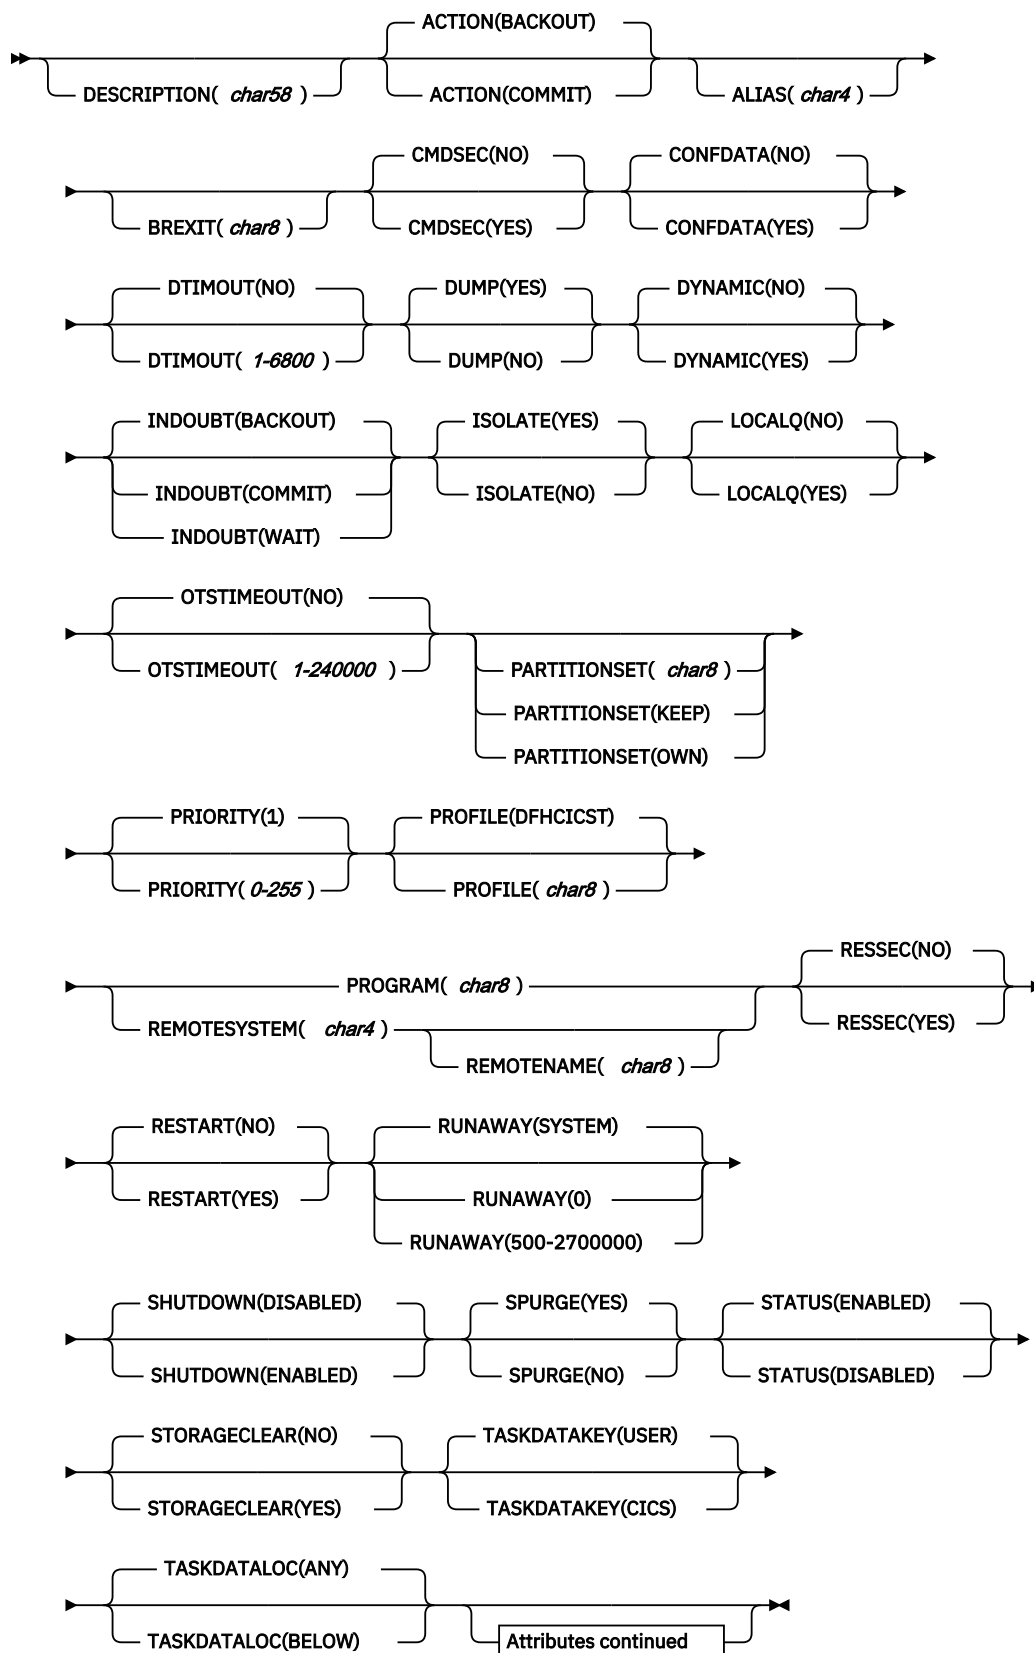 ACTION(BACKOUT)
DESCRIPTION( char58 ) ACTION(COMMIT) ALIAS( char4 )
CMDSEC(NO) CONFDATA(NO)
BREXIT( char8 ) CMDSEC(YES) CONFDATA(YES)
DTIMOUT(NO) DUMP(YES) DYNAMIC(NO)
DTIMOUT( 1-6800 ) DUMP(NO) DYNAMIC(YES)
INDOUBT(BACKOUT) ISOLATE(YES) LOCALQ(NO)
INDOUBT(COMMIT) ISOLATE(NO) LOCALQ(YES)
INDOUBT(WAIT)
OTSTIMEOUT(NO)
OTSTIMEOUT( 1-240000 ) PARTITIONSET( char8 )
PARTITIONSET(KEEP)
PARTITIONSET(OWN)
PRIORITY(1) PROFILE(DFHCICST)
PRIORITY( 0-255 ) PROFILE( char8 )
RESSEC(NO)
PROGRAM( char8 )
REMOTESYSTEM( char4 ) RESSEC(YES)
REMOTENAME( char8 )
RESTART(NO) RUNAWAY(SYSTEM)
RESTART(YES) RUNAWAY(0)
RUNAWAY(500-2700000)
SHUTDOWN(DISABLED) SPURGE(YES) STATUS(ENABLED)
SHUTDOWN(ENABLED) SPURGE(NO) STATUS(DISABLED)
STORAGECLEAR(NO) TASKDATAKEY(USER)
STORAGECLEAR(YES) TASKDATAKEY(CICS)
TASKDATALOC(ANY)
TASKDATALOC(BELOW) Attributes continued